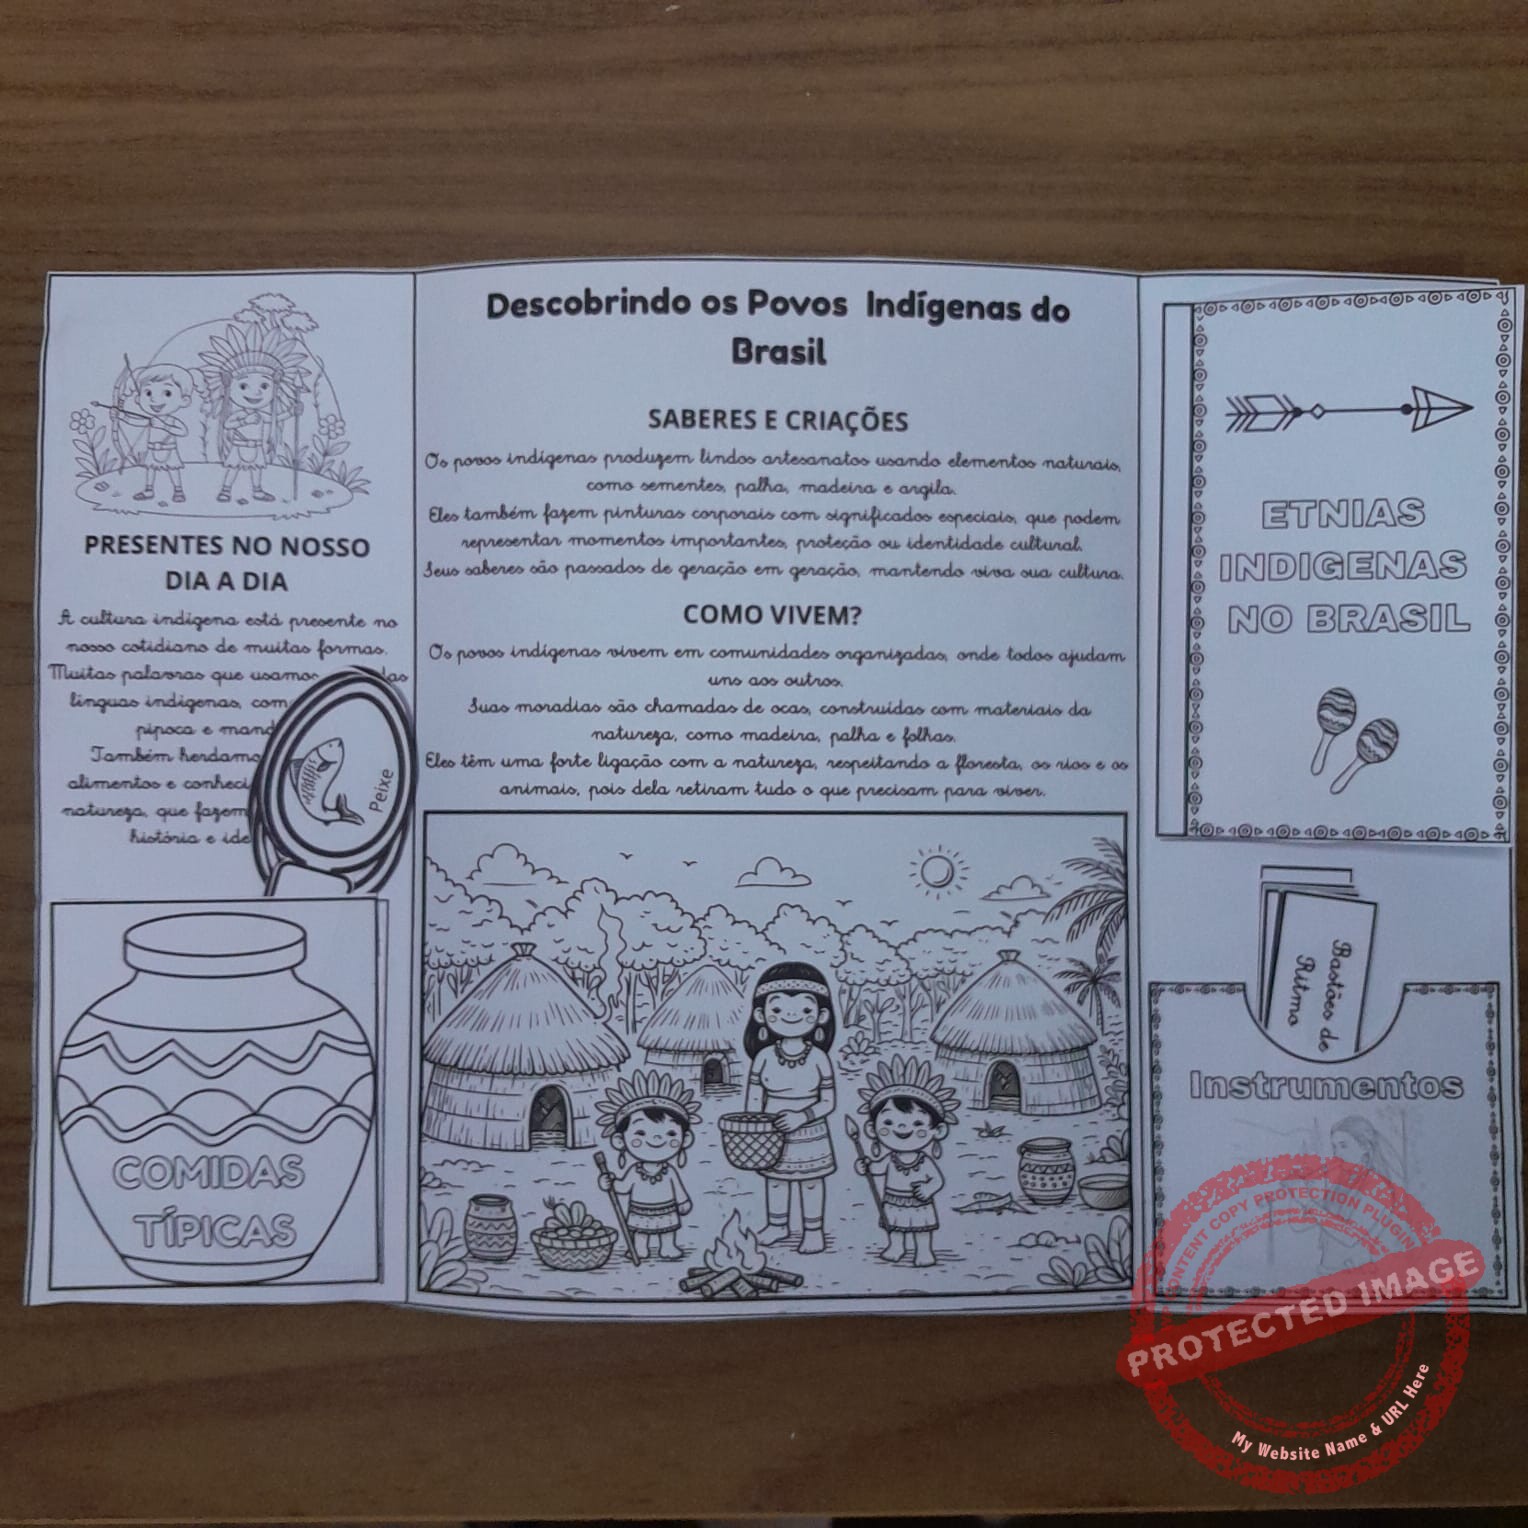 Descobrindo os Povos Indígenas do
Brasil
SABERES E CRIAÇÕES
Os povos indígenas produzem lindos artesanatos usando elementos naturais,
como sementes, palha, madeira e argila.
Eles também fazem pinturas corporais com significados especiais, que podem
representar momentos importantes, proteção ou identidade cultural.
Seus saberes são passados de geração em geração, mantendo viva sua cultura.
COMO VIVEM?
Os povos indígenas vivem em comunidades organizadas, onde todos ajudam
uns aos outros.
Suas moradias são chamadas de ocas, construídas com materiais da
natureza, como madeira, palha e folhas.
Eles têm uma forte ligação com a natureza, respeitando a floresta, os rios e os
animais, pois dela retiram tudo o que precisam para viver.
PRESENTES NO NOSSO
DIA A DIA
A cultura indígena está presente no
nosso cotidiano de muitas formas.
Muitas palavras que usamos
línguas indígenas, com
pipoca e mand
Também herdamo
alimentos e conheci
natureza, que fazem
história e ide
Peixe
COMIDAS
TÍPICAS
ETNIAS
INDIGENAS
NO BRASIL
Bastões de
Ritmo
Instrumentos
CONTENT COPY PROTECTION PLUGIN
PROTECTED IMAGE
My Website Name & URL Here